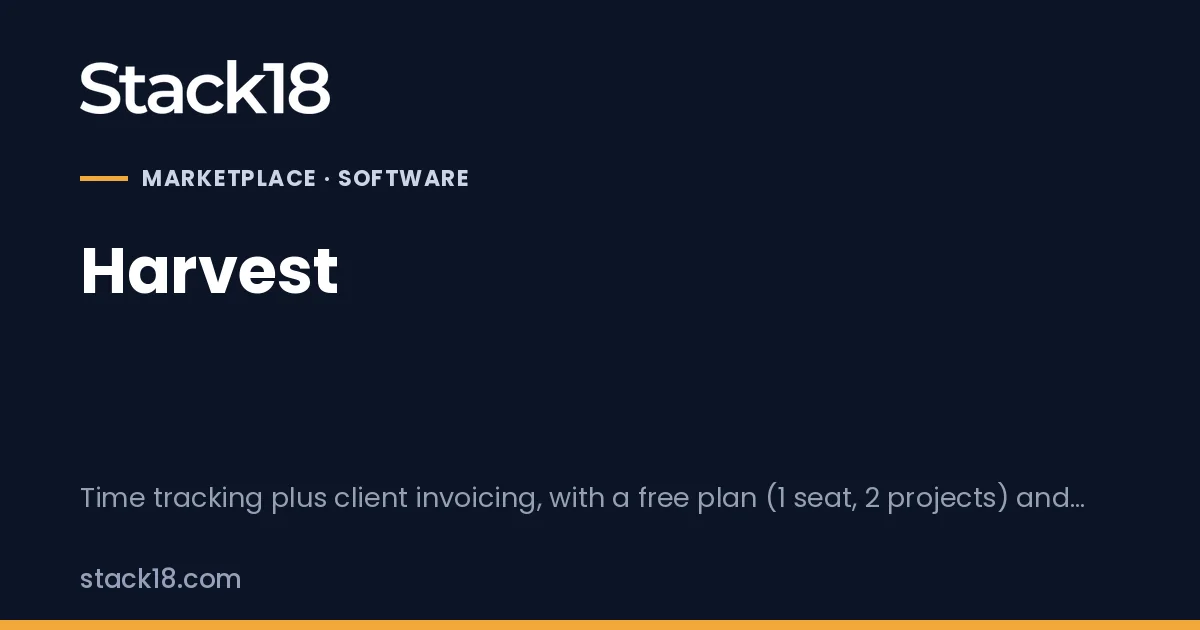 Stack18
MARKETPLACE · SOFTWARE
Harvest
Time tracking plus client invoicing, with a free plan (1 seat, 2 projects) and...
stack18.com